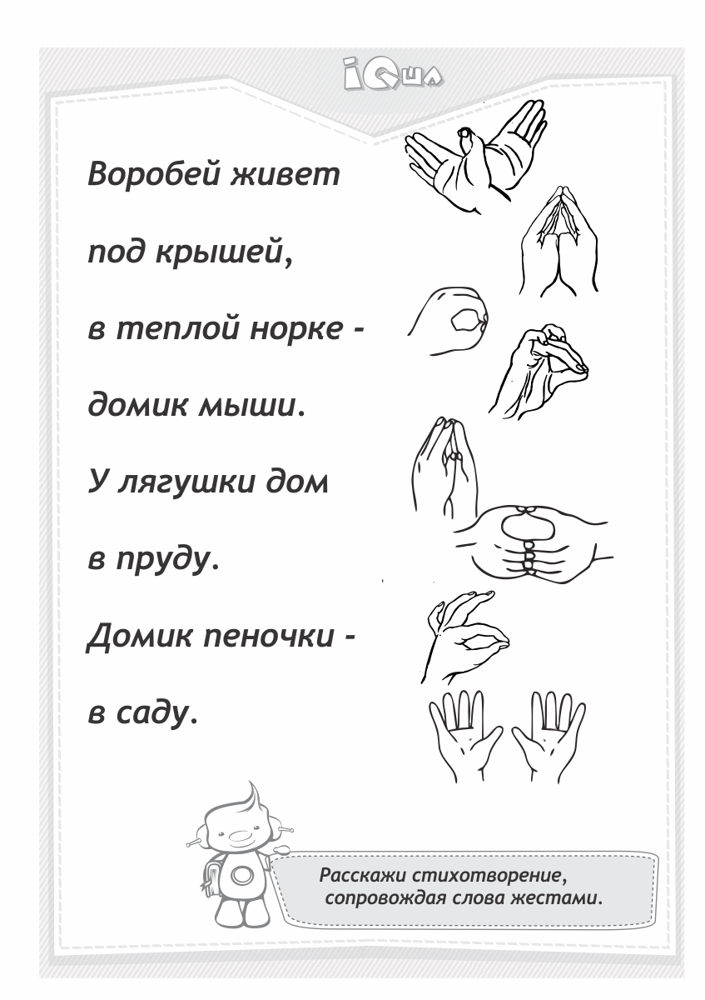 iQша
Воробей живет
под крышей,
в теплой норке -
домик мыши.
У лягушки дом
в пруду.
Домик пеночки -
в саду.
Расскажи стихотворение,
сопровождая слова жестами.